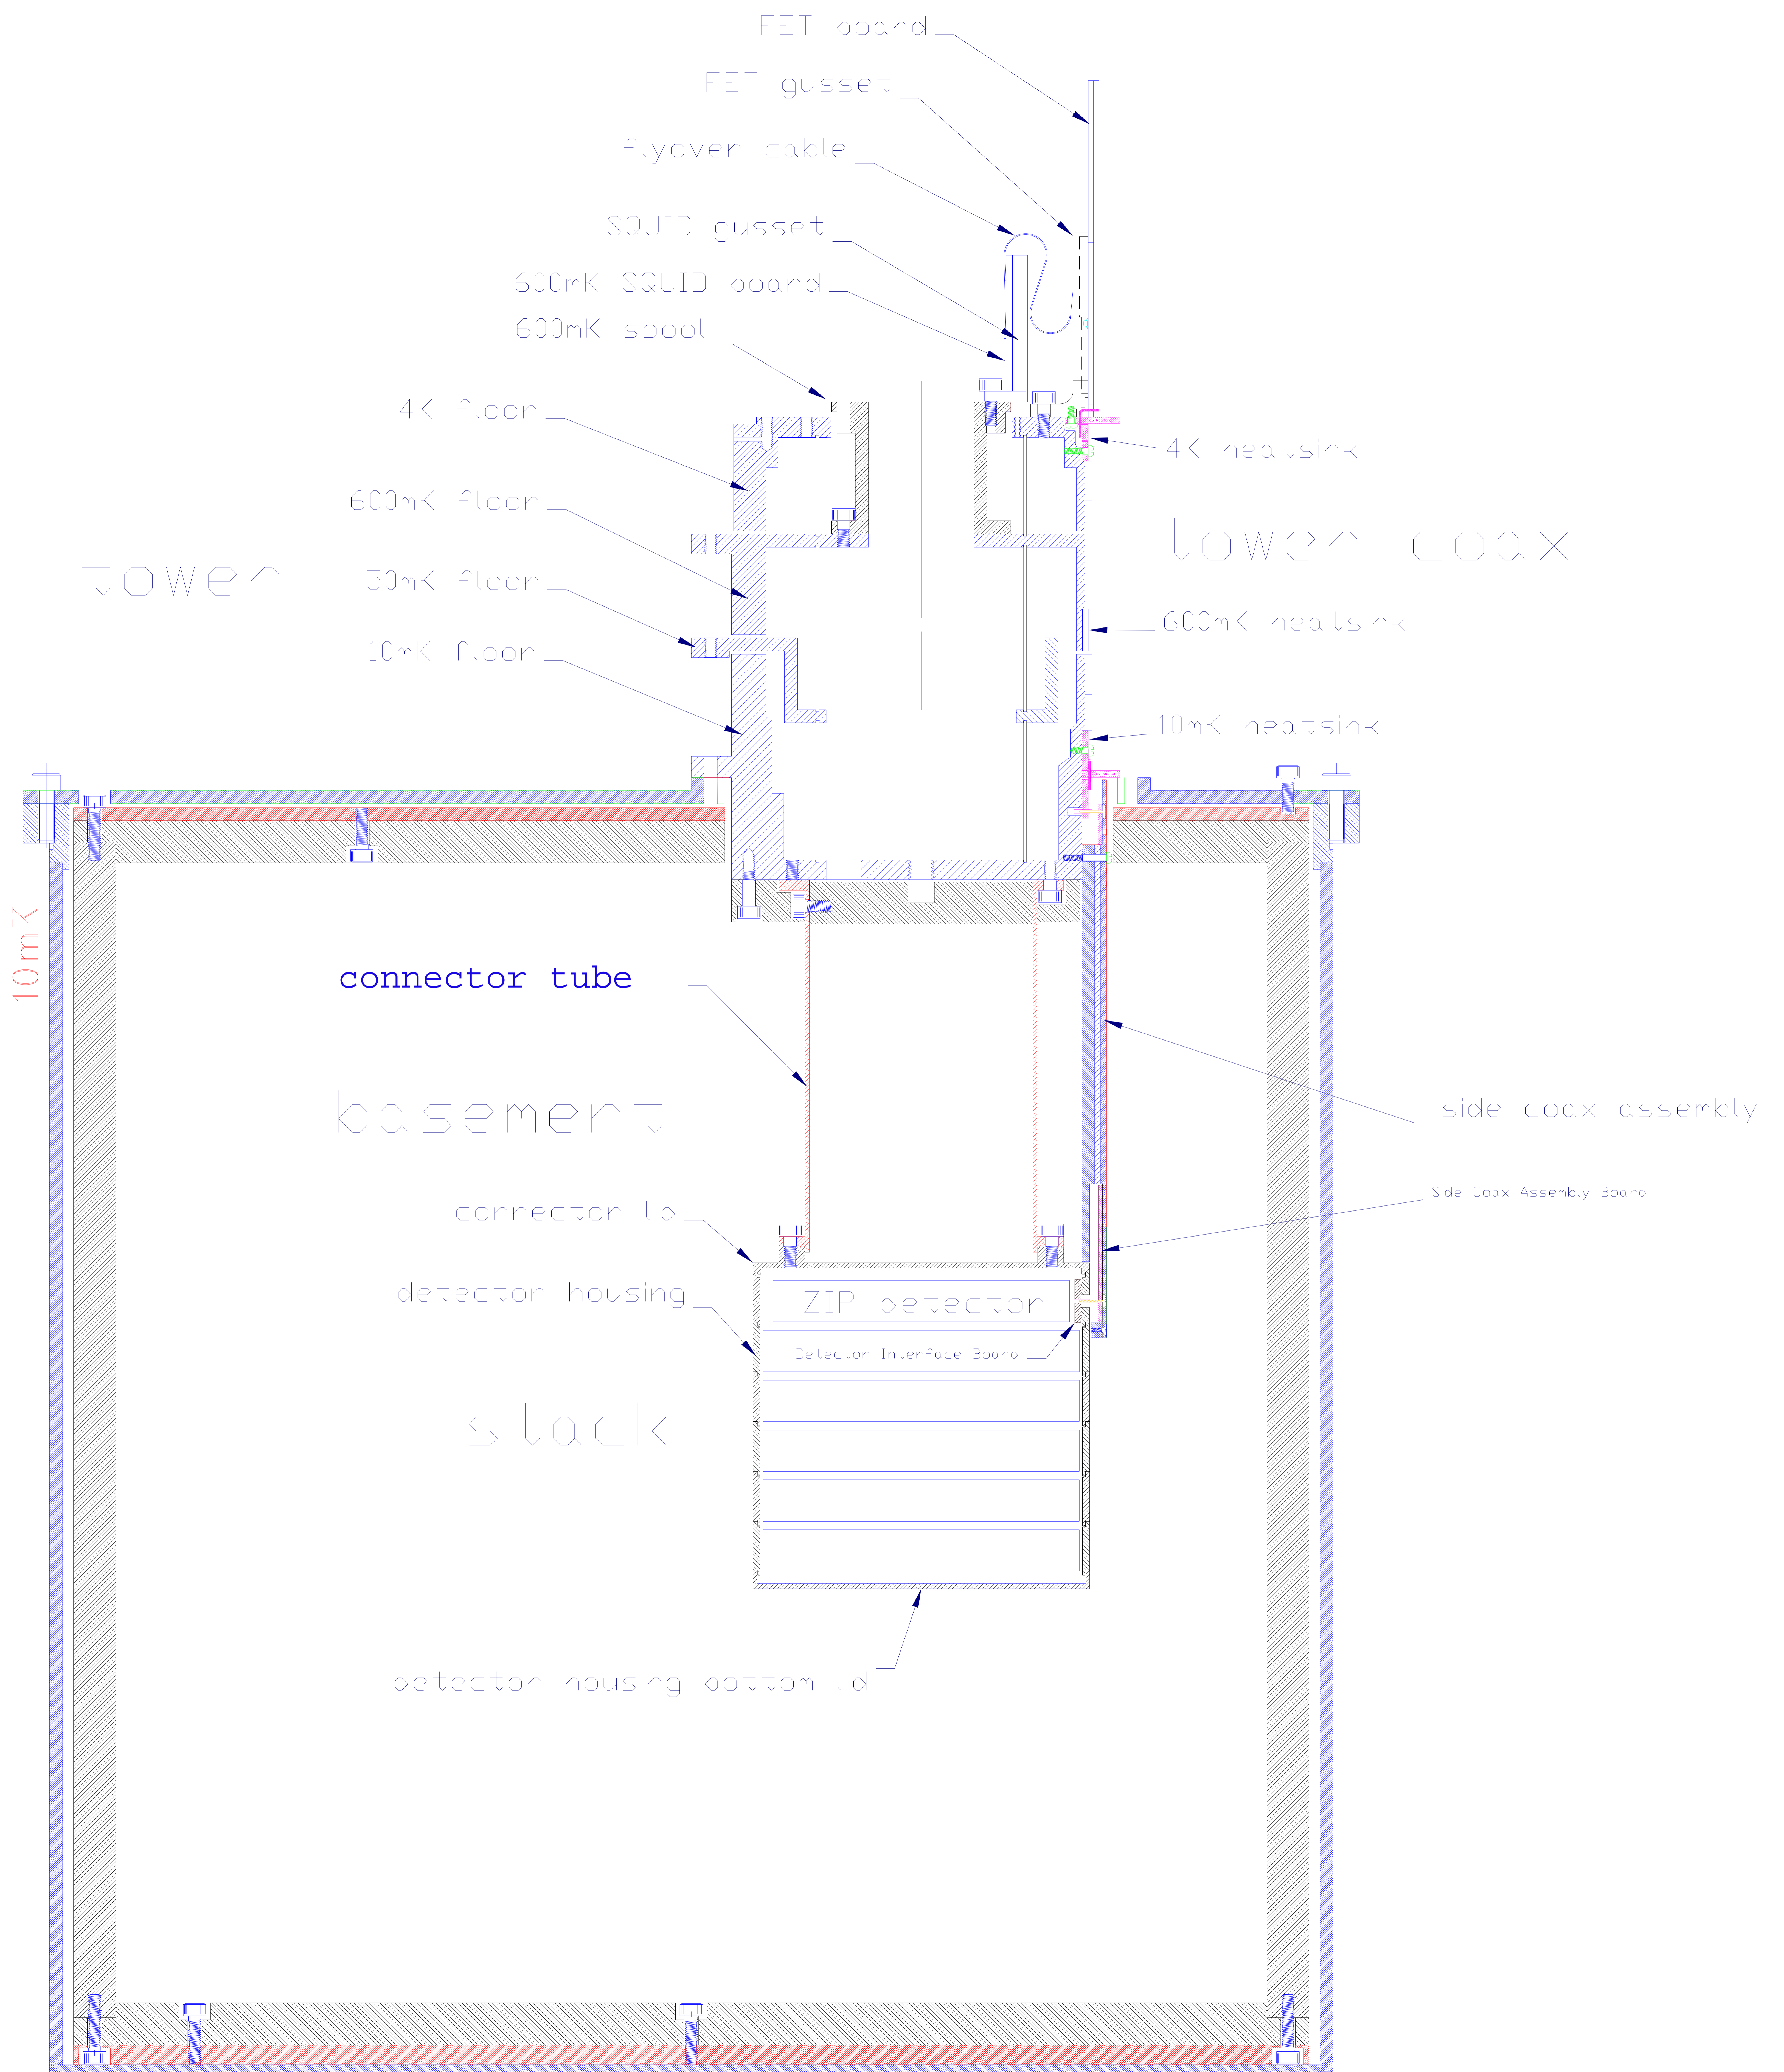 FET board
FET gusset
flyover cable
SQUID gusset
600mK SQUID board
600mK spool
4K floor
4K heatsink
600mK floor
tower coax
50mK floor
tower
600mK heatsink
10mK floor
10mK heatsink
10mK
connector tube
basement
side coax assembly
Side Coax Assembly Board
connector lid
detector housing
ZIP detector
Detector Interface Board
stack
detector housing bottom lid